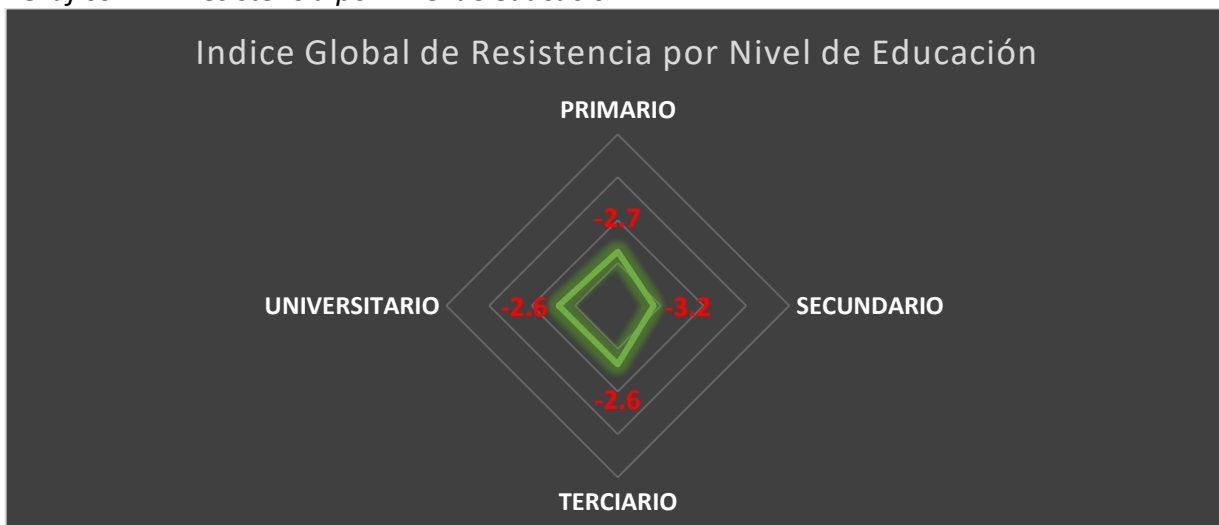 Indice Global de Resistencia por Nivel de Educación
PRIMARIO
-2.7
UNIVERSITARIO
-2.6
-3.2
SECUNDARIO
-2.6
TERCIARIO